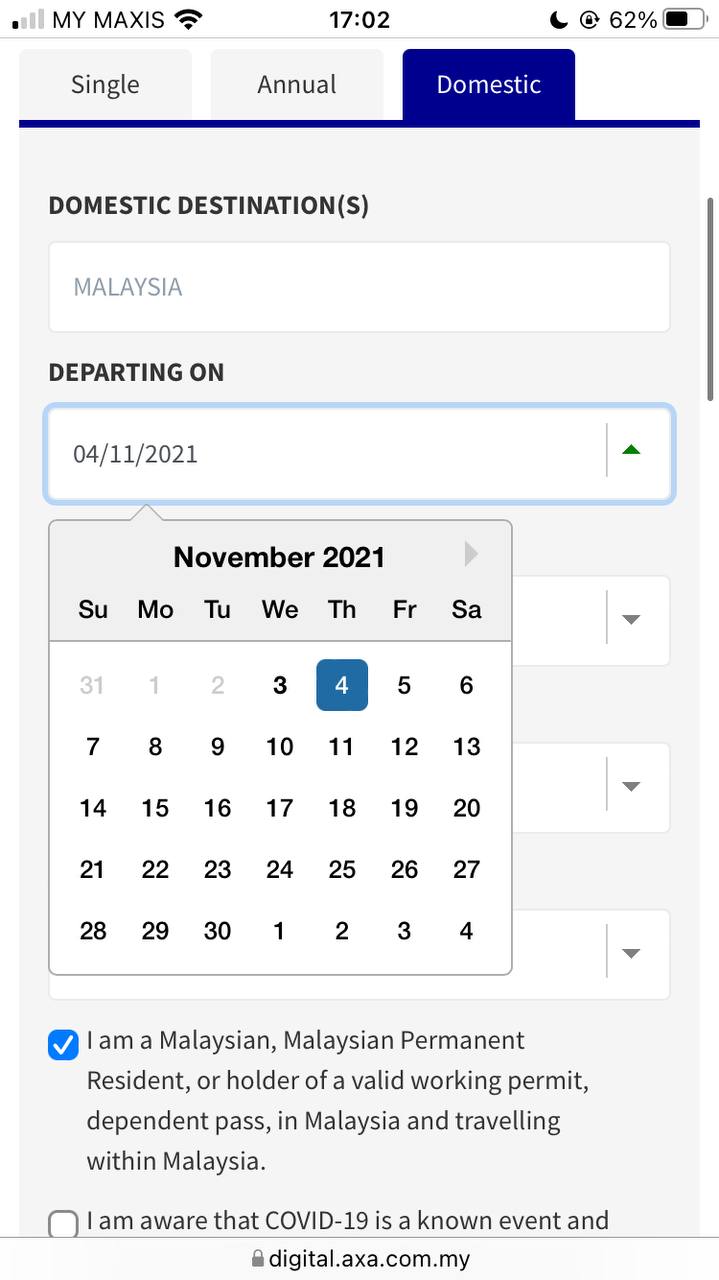 MY MAXIS 17:02 62%
Single Annual Domestic
DOMESTIC DESTINATION(S)
MALAYSIA
DEPARTING ON
04/11/2021
November 2021
Su Mo Tu We Th Fr Sa
31 1 2 3 4 5 6
7 8 9 10 11 12 13
14 15 16 17 18 19 20
21 22 23 24 25 26 27
28 29 30 1 2 3 4
I am a Malaysian, Malaysian Permanent
Resident, or holder of a valid working permit,
dependent pass, in Malaysia and travelling
within Malaysia.
I am aware that COVID-19 is a known event and
digital.axa.com.my